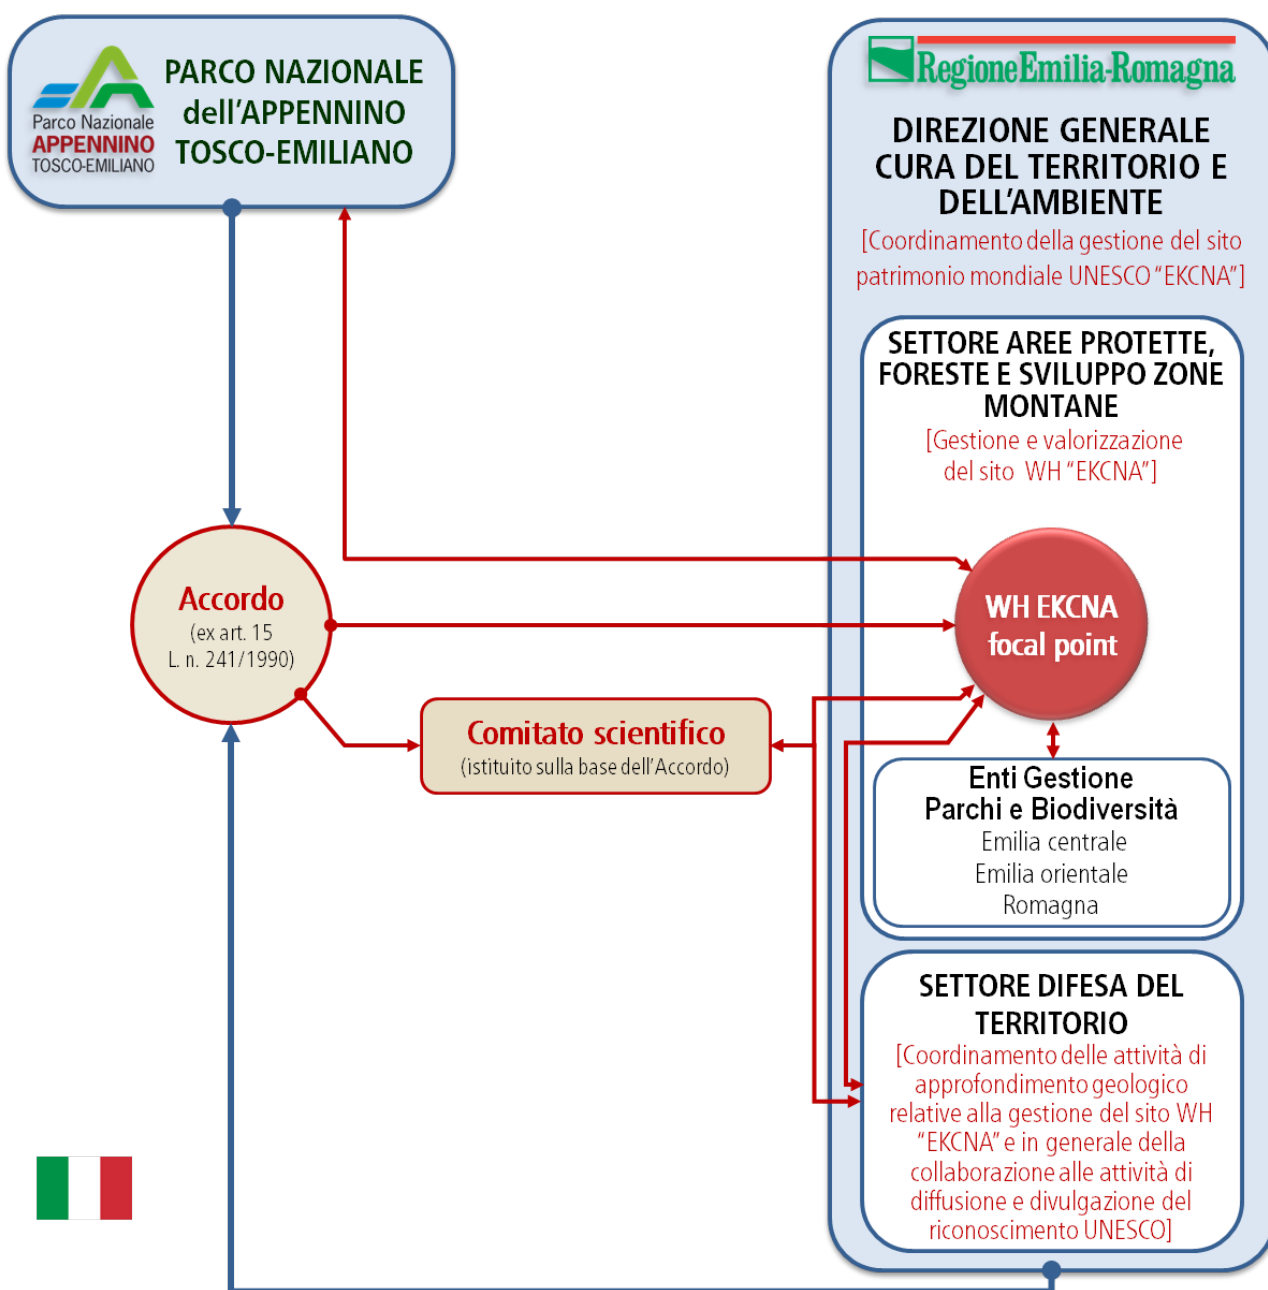 Parco Nazionale
APPENNINO
TOSCO-EMILIANO
PARCO NAZIONALE
dell'APPENNINO
TOSCO-EMILIANO
RegioneEmilia-Romagna
DIREZIONE GENERALE
CURA DEL TERRITORIO E
DELL'AMBIENTE
[Coordinamento della gestione del sito
patrimonio mondiale UNESCO “EKCNA”]
SETTORE AREE PROTETTE,
FORESTE E SVILUPPO ZONE
MONTANE
[Gestione e valorizzazione
del sito WH “EKCNA”]
Accordo
(ex art. 15
L. n. 241/1990)
WH EKCNA
focal point
Comitato scientifico
(istituito sulla base dell'Accordo)
Enti Gestione
Parchi e Biodiversità
Emilia centrale
Emilia orientale
Romagna
SETTORE DIFESA DEL
TERRITORIO
[Coordinamento delle attività di
approfondimento geologico
relative alla gestione del sito WH
“EKCNA” e in generale della
collaborazione alle attività di
diffusione e divulgazione del
riconoscimento UNESCO]